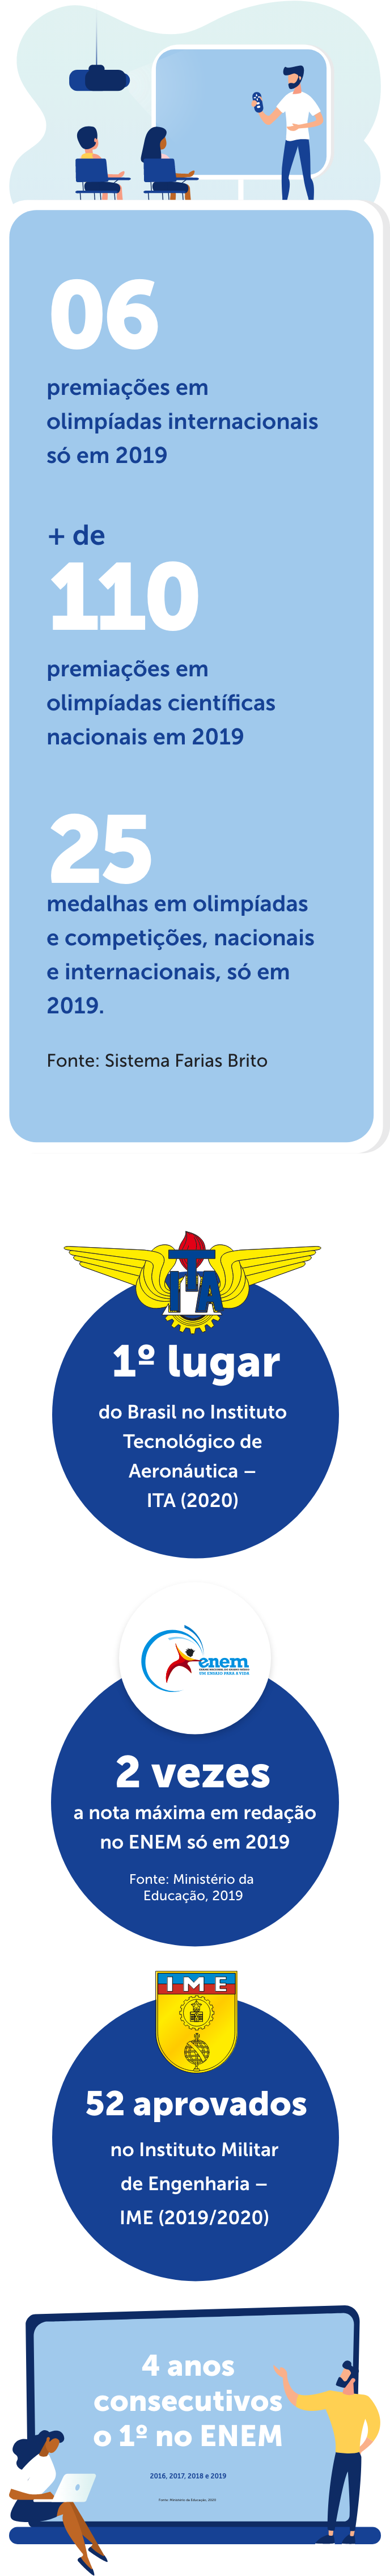 06
premiações em
olimpíadas internacionais
só em 2019
+ de
110
premiações em
olimpíadas científicas
nacionais em 2019
25
medalhas em olimpíadas
e competições, nacionais
e internacionais, só em
2019.
Fonte: Sistema Farias Brito
ITA
1º lugar
do Brasil no Instituto
Tecnológico de
Aeronáutica –
ITA (2020)
enem
2 vezes
a nota máxima em redação
no ENEM só em 2019
Fonte: Ministério da
Educação, 2019
IME
52 aprovados
no Instituto Militar
de Engenharia –
IME (2019/2020)
4 anos
consecutivos
o 1º no ENEM
2016, 2017, 2018 e 2019